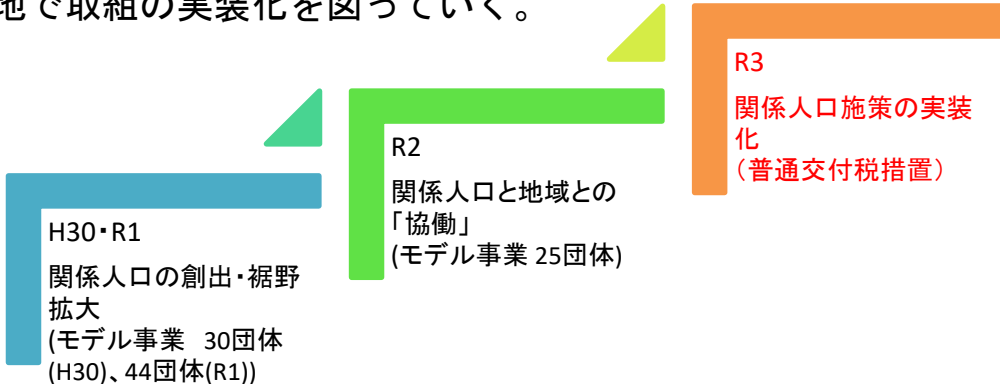 地で取組の実装化を図っていく。
R3
関係人口施策の実装
化
（普通交付税措置）
R2
関係人口と地域との
「協働」
(モデル事業 25団体)
H30・R1
関係人口の創出・裾野
拡大
(モデル事業　30団体
(H30)、44団体(R1))